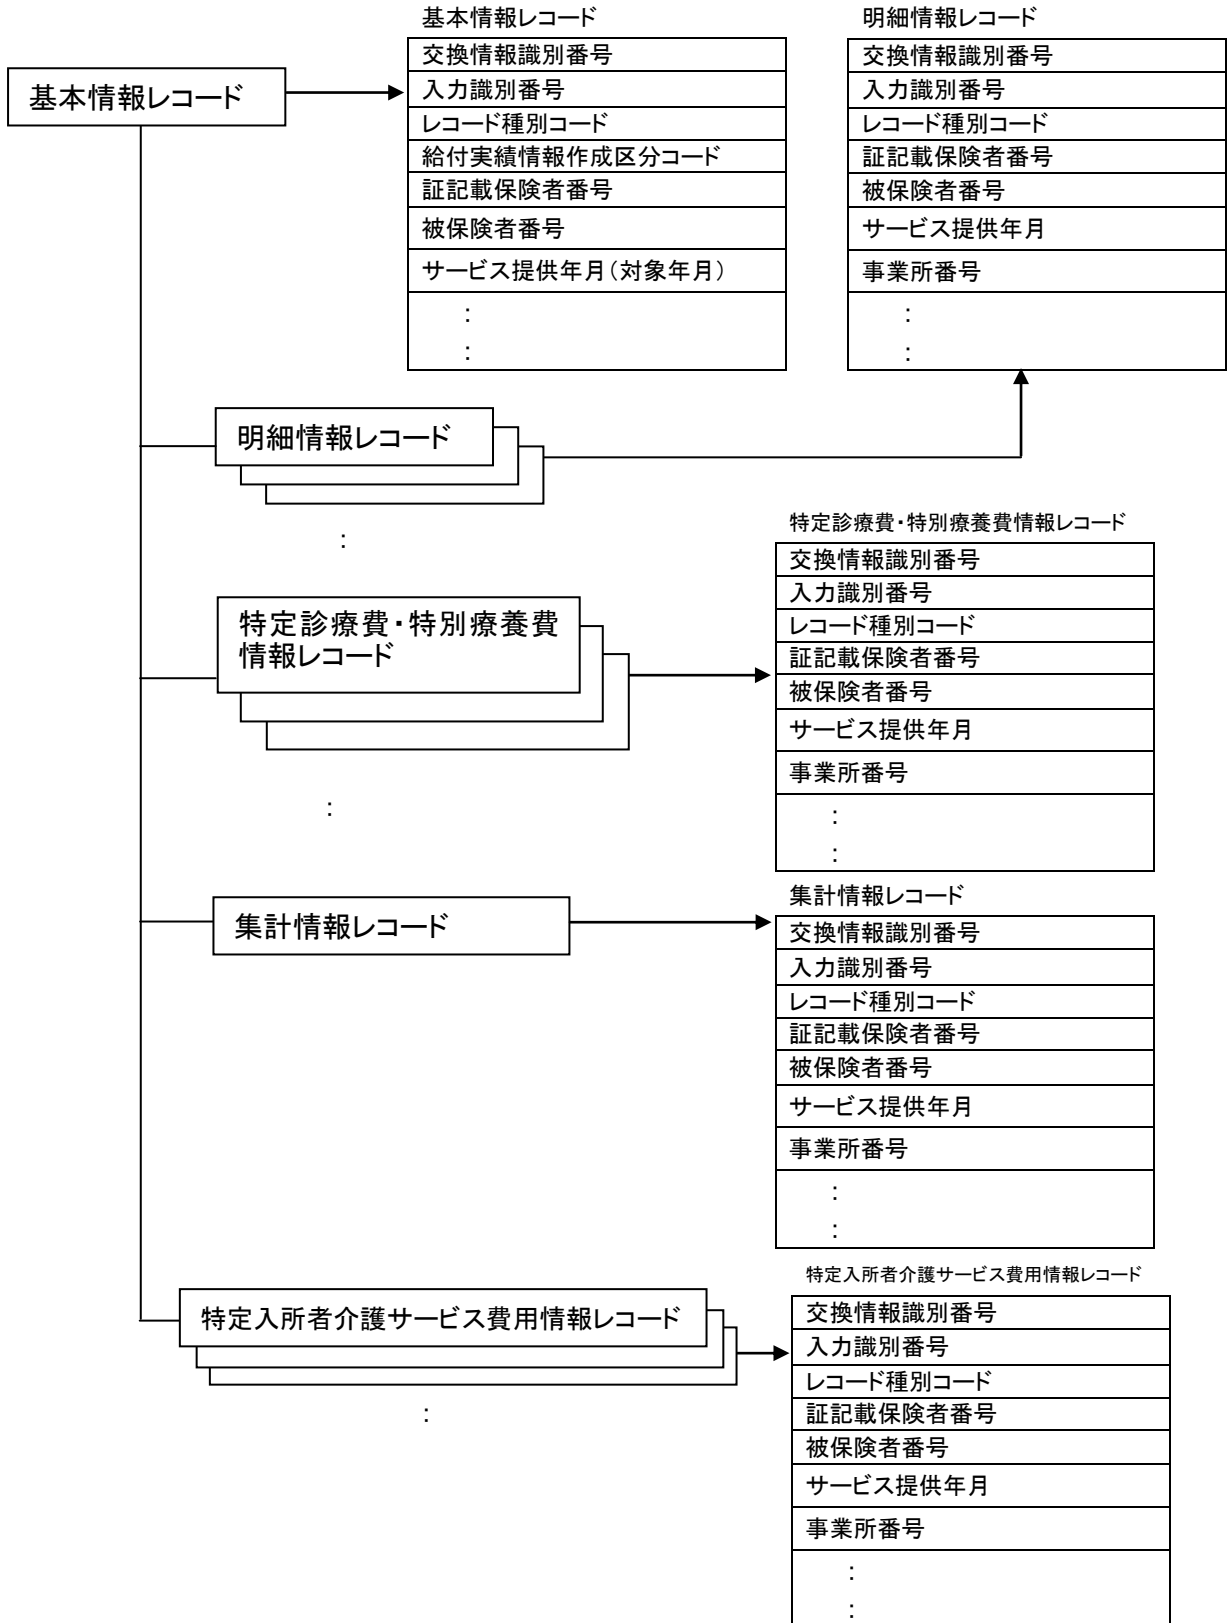 基本情報レコード
基本情報レコード
交換情報識別番号
入力識別番号
レコード種別コード
給付実績情報作成区分コード
証記載保険者番号
被保険者番号
サービス提供年月(対象年月)
:
:
明細情報レコード
交換情報識別番号
入力識別番号
レコード種別コード
証記載保険者番号
被保険者番号
サービス提供年月
事業所番号
:
:
明細情報レコード
:
特定診療費・特別療養費
情報レコード
:
特定診療費・特別療養費情報レコード
交換情報識別番号
入力識別番号
レコード種別コード
証記載保険者番号
被保険者番号
サービス提供年月
事業所番号
:
:
集計情報レコード
集計情報レコード
交換情報識別番号
入力識別番号
レコード種別コード
証記載保険者番号
被保険者番号
サービス提供年月
事業所番号
:
:
特定入所者介護サービス費用情報レコード
:
特定入所者介護サービス費用情報レコード
交換情報識別番号
入力識別番号
レコード種別コード
証記載保険者番号
被保険者番号
サービス提供年月
事業所番号
:
: